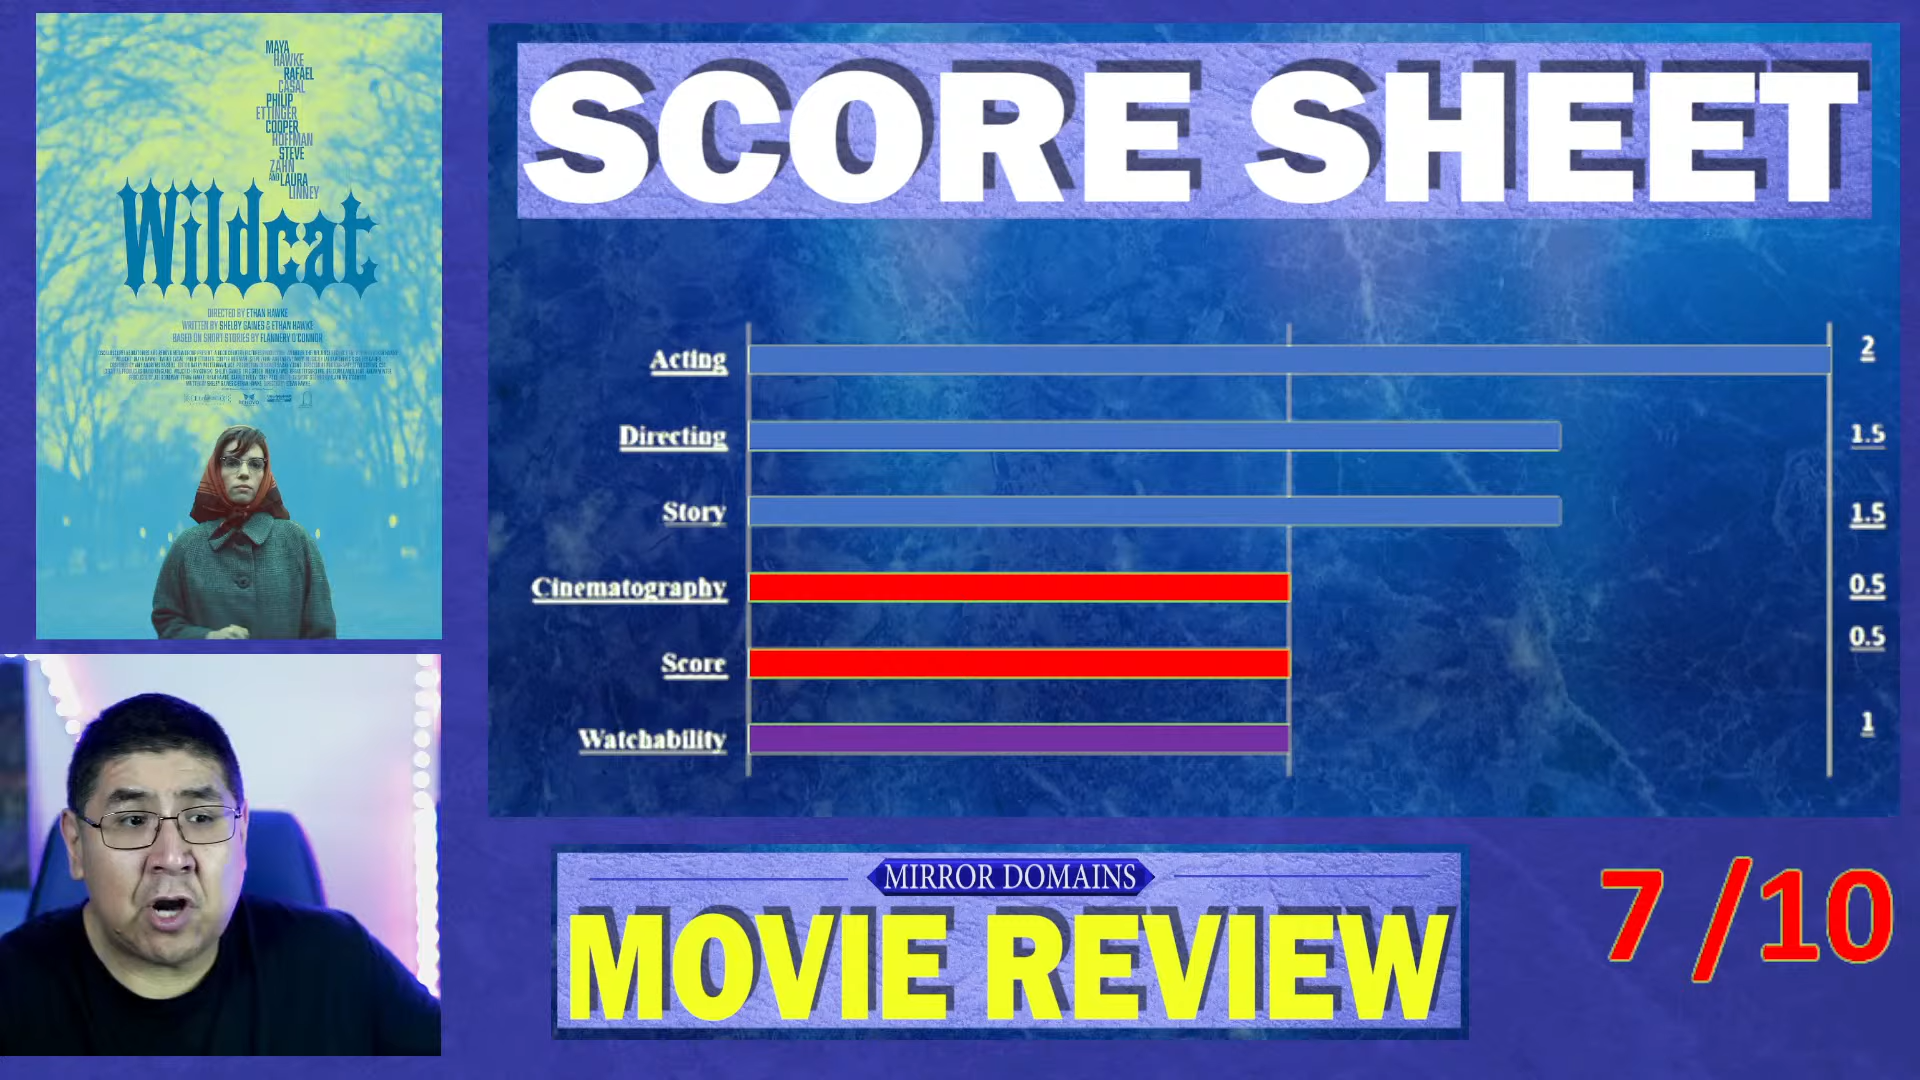 MAYA
HAWKE
RAFAEL
CASAL
PHILIP
ETTINGER
COOPER
HOFFMAN
STEVE
ZAHN
AND LAURA
LINNEY
Wildcat
DIRECTED BY ETHAN HAWKE
WRITTEN BY SHELBY GAINES & ETHAN HAWKE
BASED ON SHORT STORIES BY FLANNERY O'CONNOR
SCORE SHEET
Acting 2
Directing 1.5
Story 1.5
Cinematography 0.5
Score 0.5
Watchability 1
MIRROR DOMAINS
MOVIE REVIEW
7 /10